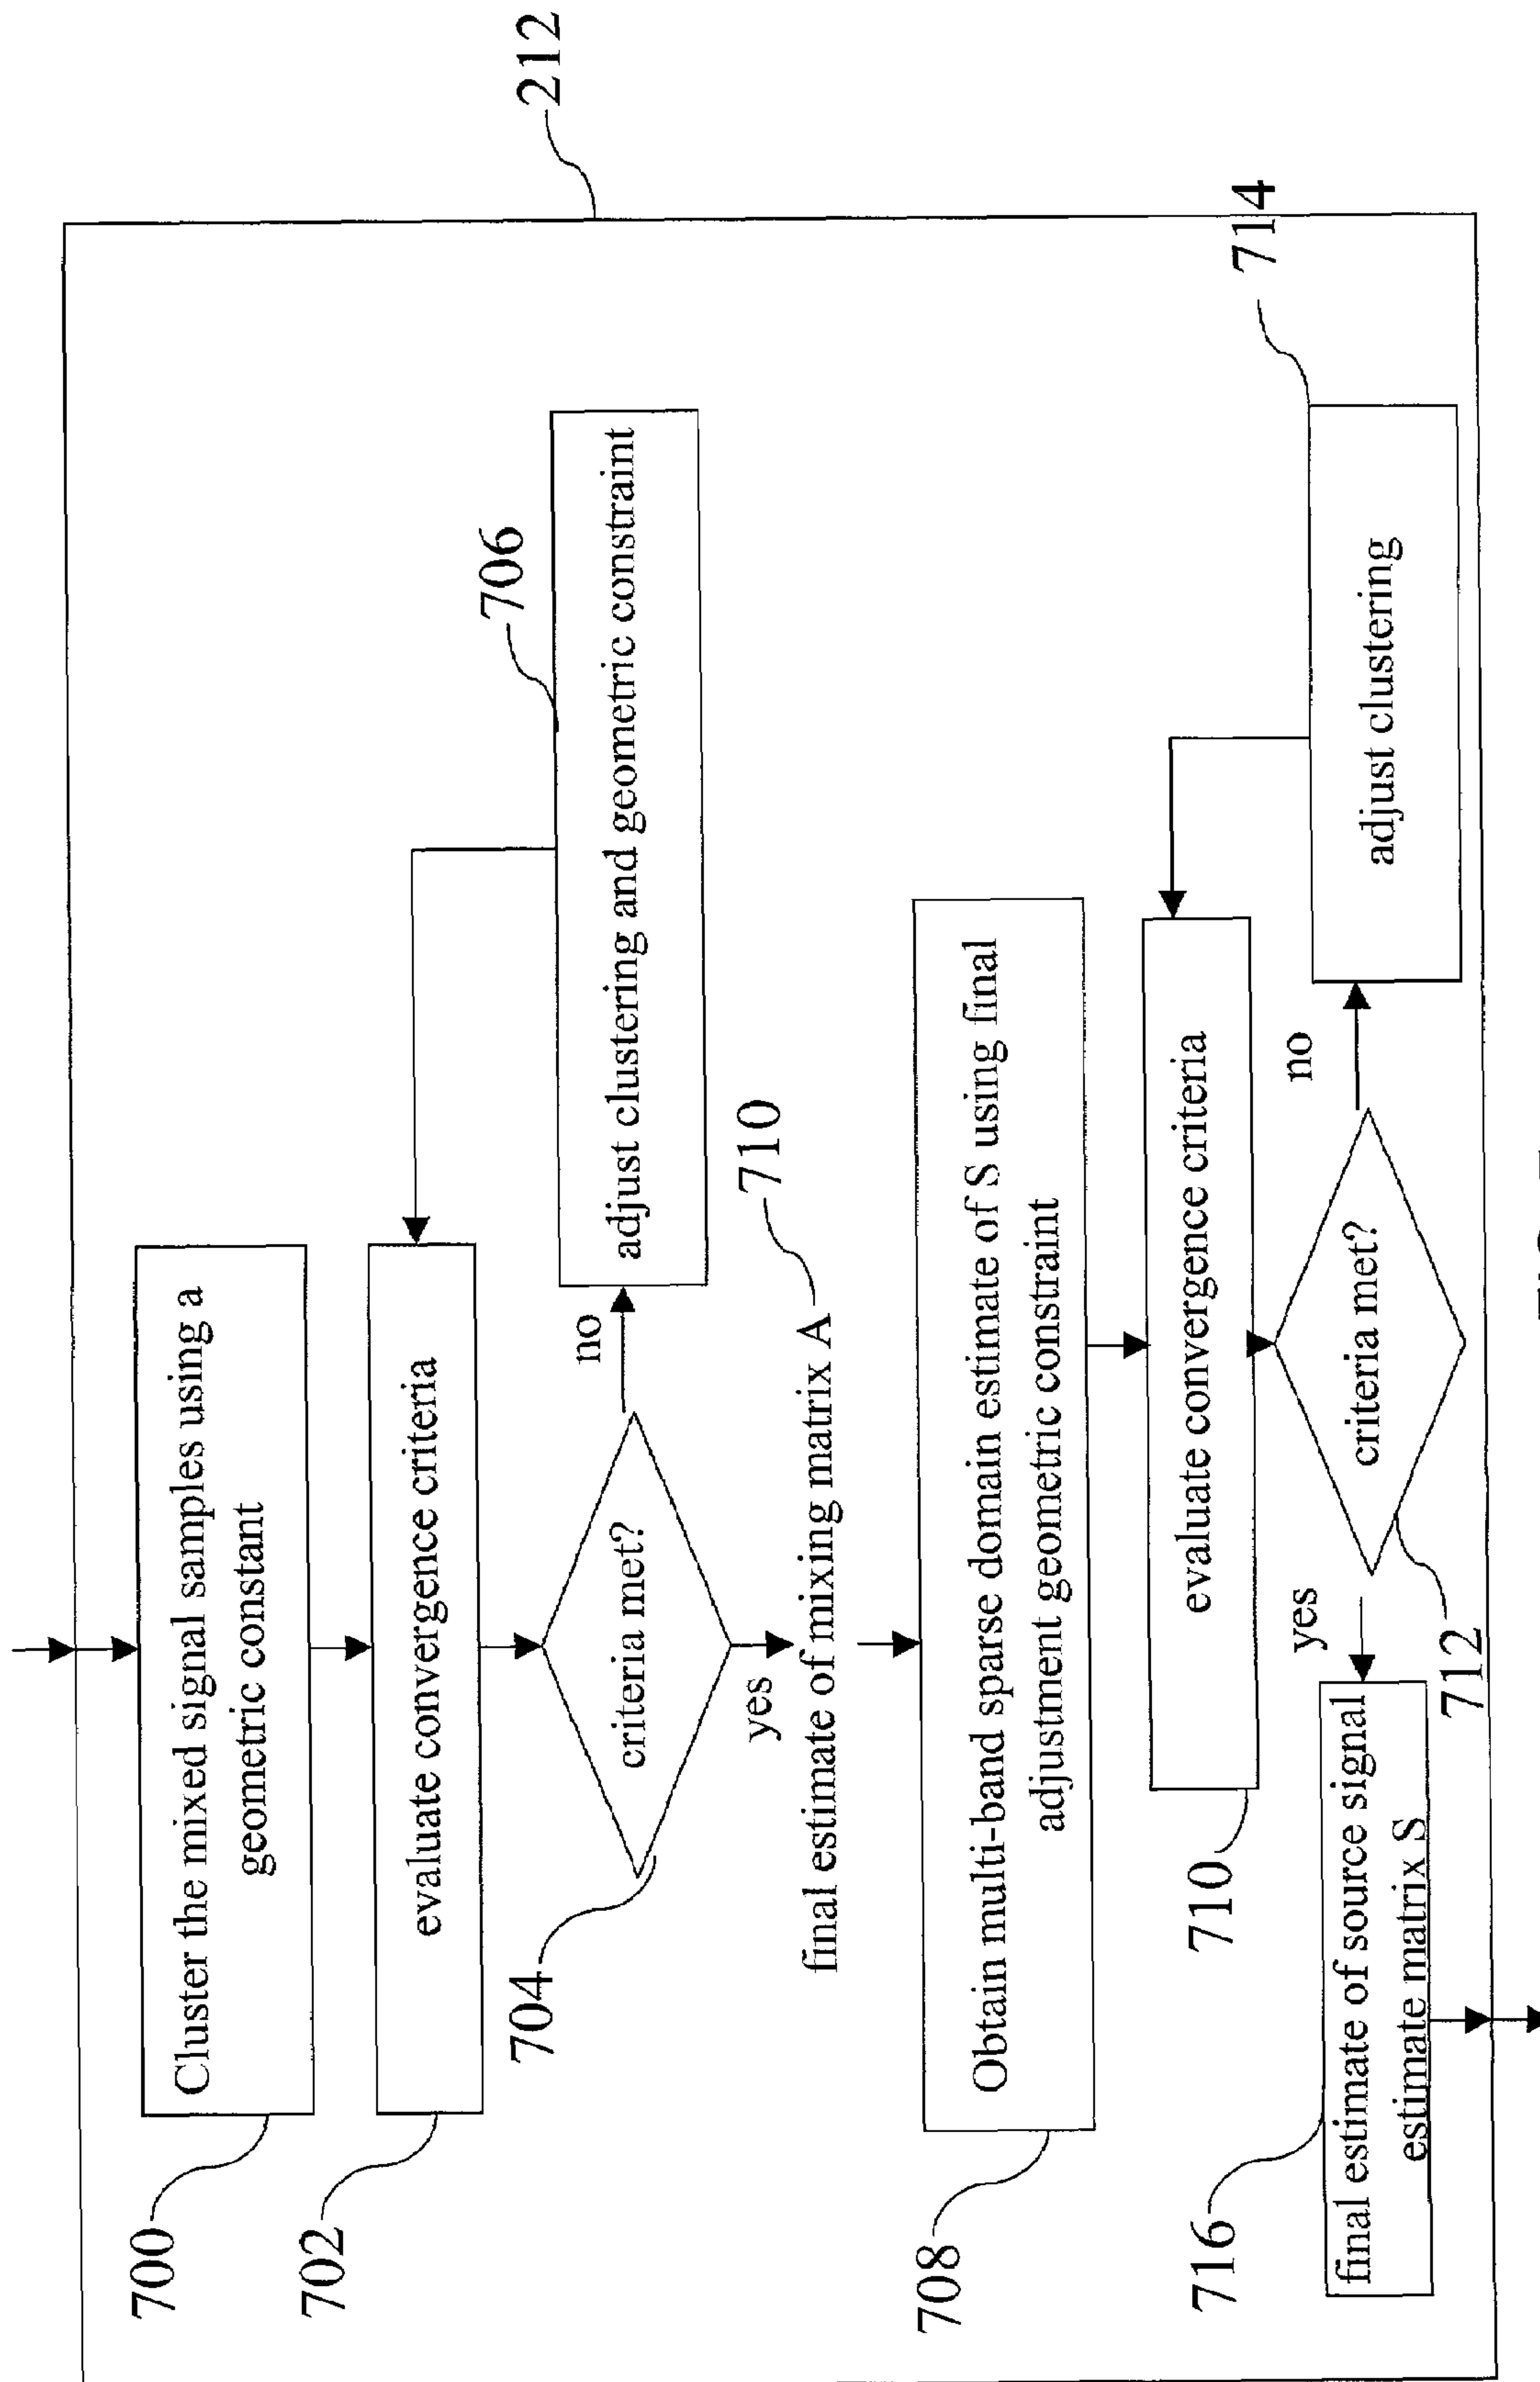 212
700
Cluster the mixed signal samples using a
geometric constant
702
evaluate convergence criteria
704
criteria met?
no
706
adjust clustering and geometric constraint
yes
final estimate of mixing matrix A
710
708
Obtain multi-band sparse domain estimate of S using final
adjustment geometric constraint
710
evaluate convergence criteria
criteria met?
712
no
714
adjust clustering
yes
716
final estimate of source signal
estimate matrix S